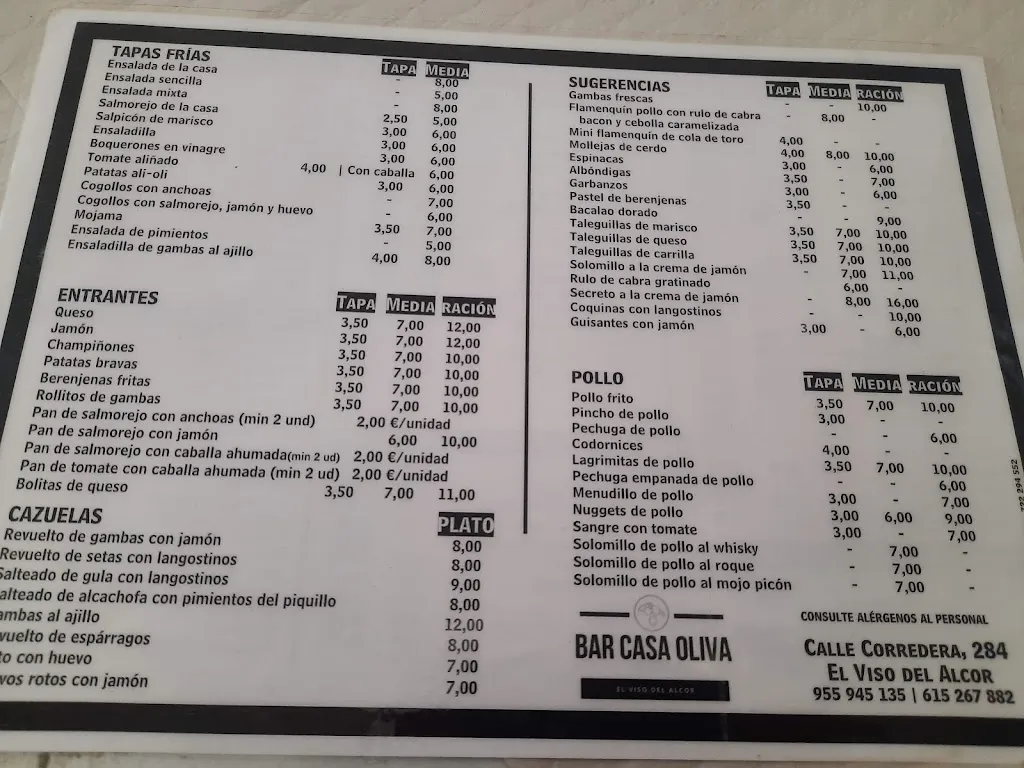 TAPAS FRÍAS TAPA MEDIA
Ensalada de la casa - 8,00
Ensalada sencilla - 5,00
Ensalada mixta - 8,00
Salmorejo de la casa 2,50 5,00
Salpicón de marisco 3,00 6,00
Ensaladilla 3,00 6,00
Boquerones en vinagre 3,00 6,00
Tomate aliñado 4,00 | Con caballa 6,00
Patatas ali-oli 3,00 6,00
Cogollos con anchoas - 7,00
Cogollos con salmorejo, jamón y huevo - 6,00
Mojama 3,50 7,00
Ensalada de pimientos - 5,00
Ensaladilla de gambas al ajillo 4,00 8,00
ENTRANTES TAPA MEDIA RACIÓN
Queso 3,50 7,00 12,00
Jamón 3,50 7,00 12,00
Champiñones 3,50 7,00 10,00
Patatas bravas 3,50 7,00 10,00
Berenjenas fritas 3,50 7,00 10,00
Rollitos de gambas 3,50 7,00 10,00
Pan de salmorejo con anchoas (min 2 und) 2,00 €/unidad
Pan de salmorejo con jamón 6,00 10,00
Pan de salmorejo con caballa ahumada(min 2 ud) 2,00 €/unidad
Pan de tomate con caballa ahumada (min 2 ud) 2,00 €/unidad
Bolitas de queso 3,50 7,00 11,00
CAZUELAS PLATO
Revuelto de gambas con jamón 8,00
Revuelto de setas con langostinos 8,00
Salteado de gula con langostinos 9,00
alteado de alcachofa con pimientos del piquillo 8,00
ambas al ajillo 12,00
vuelto de espárragos 8,00
to con huevo 7,00
vos rotos con jamón 7,00
SUGERENCIAS TAPA MEDIA RACIÓN
Gambas frescas - - 10,00
Flamenquín pollo con rulo de cabra
bacon y cebolla caramelizada - 8,00 -
Mini flamenquín de cola de toro 4,00 - -
Mollejas de cerdo 4,00 8,00 10,00
Espinacas 3,00 - 6,00
Albóndigas 3,50 - 7,00
Garbanzos 3,00 - 6,00
Pastel de berenjenas 3,50 - -
Bacalao dorado - - 9,00
Taleguillas de marisco 3,50 7,00 10,00
Taleguillas de queso 3,50 7,00 10,00
Taleguillas de carrilla 3,50 7,00 10,00
Solomillo a la crema de jamón - 7,00 11,00
Rulo de cabra gratinado 6,00 -
Secreto a la crema de jamón - 8,00 16,00
Coquinas con langostinos - 10,00
Guisantes con jamón 3,00 - 6,00
POLLO TAPA MEDIA RACIÓN
Pollo frito 3,50 7,00 10,00
Pincho de pollo 3,00 - -
Pechuga de pollo - - 6,00
Codornices 4,00 - -
Lagrimitas de pollo 3,50 7,00 10,00
Pechuga empanada de pollo - - 6,00
Menudillo de pollo 3,00 - 7,00
Nuggets de pollo 3,00 6,00 9,00
Sangre con tomate 3,00 - 7,00
Solomillo de pollo al whisky - 7,00 -
Solomillo de pollo al roque - 7,00 -
Solomillo de pollo al mojo picón - 7,00 -
BAR CASA OLIVA
EL VISO DEL ALCOR
CONSULTE ALÉRGENOS AL PERSONAL
CALLE CORREDERA, 284
EL VISO DEL ALCOR
955 945 135 | 615 267 882